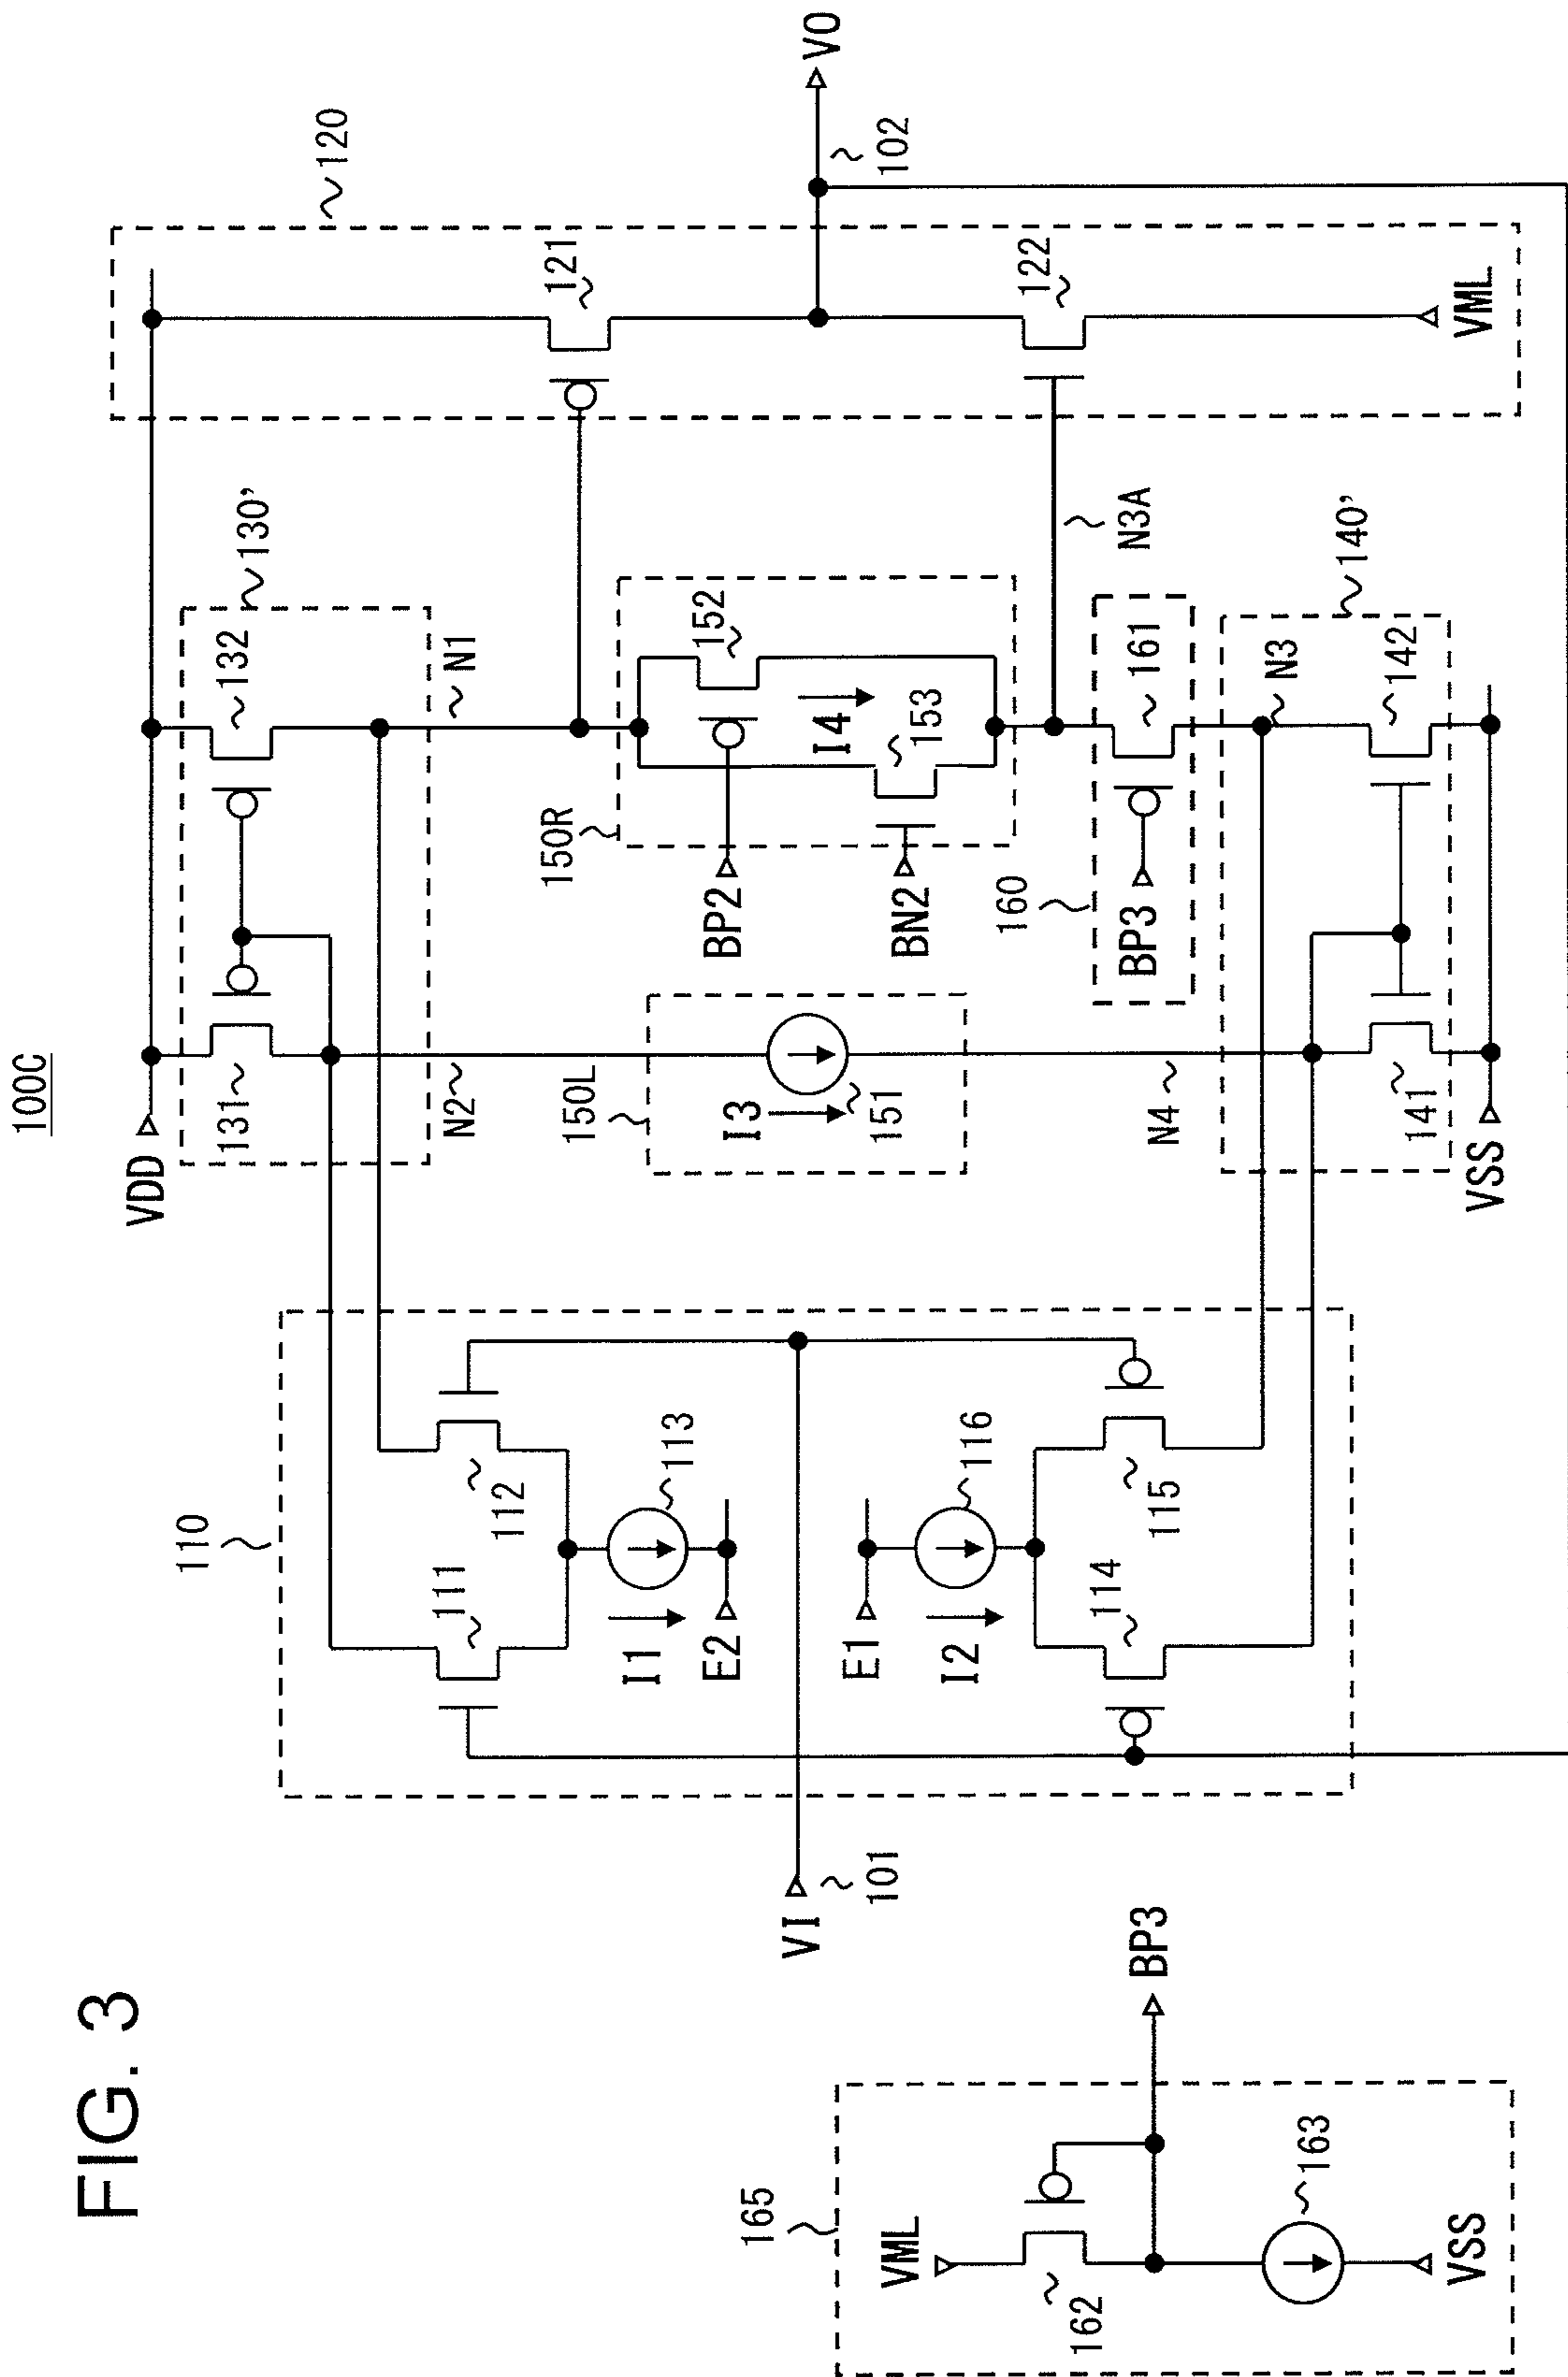 FIG. 3
100C
VDD
131
132
130'
120
N2
N1
110
111
112
113
I1
E2
E1
I2
116
114
115
VI
101
150L
I3
151
150R
BP2
BN2
152
I4
153
121
VO
102
122
N3A
160
BP3
161
N4
N3
140'
141
142
VSS
VML
165
VML
162
163
BP3
VSS